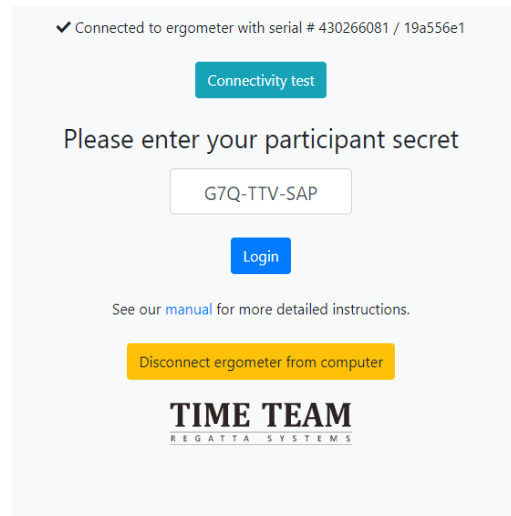 ✔ Connected to ergometer with serial # 430266081 / 19a556e1
Connectivity test
Please enter your participant secret
G7Q-TTV-SAP
Login
See our manual for more detailed instructions.
Disconnect ergometer from computer
TIME TEAM
REGATTA SYSTEMS